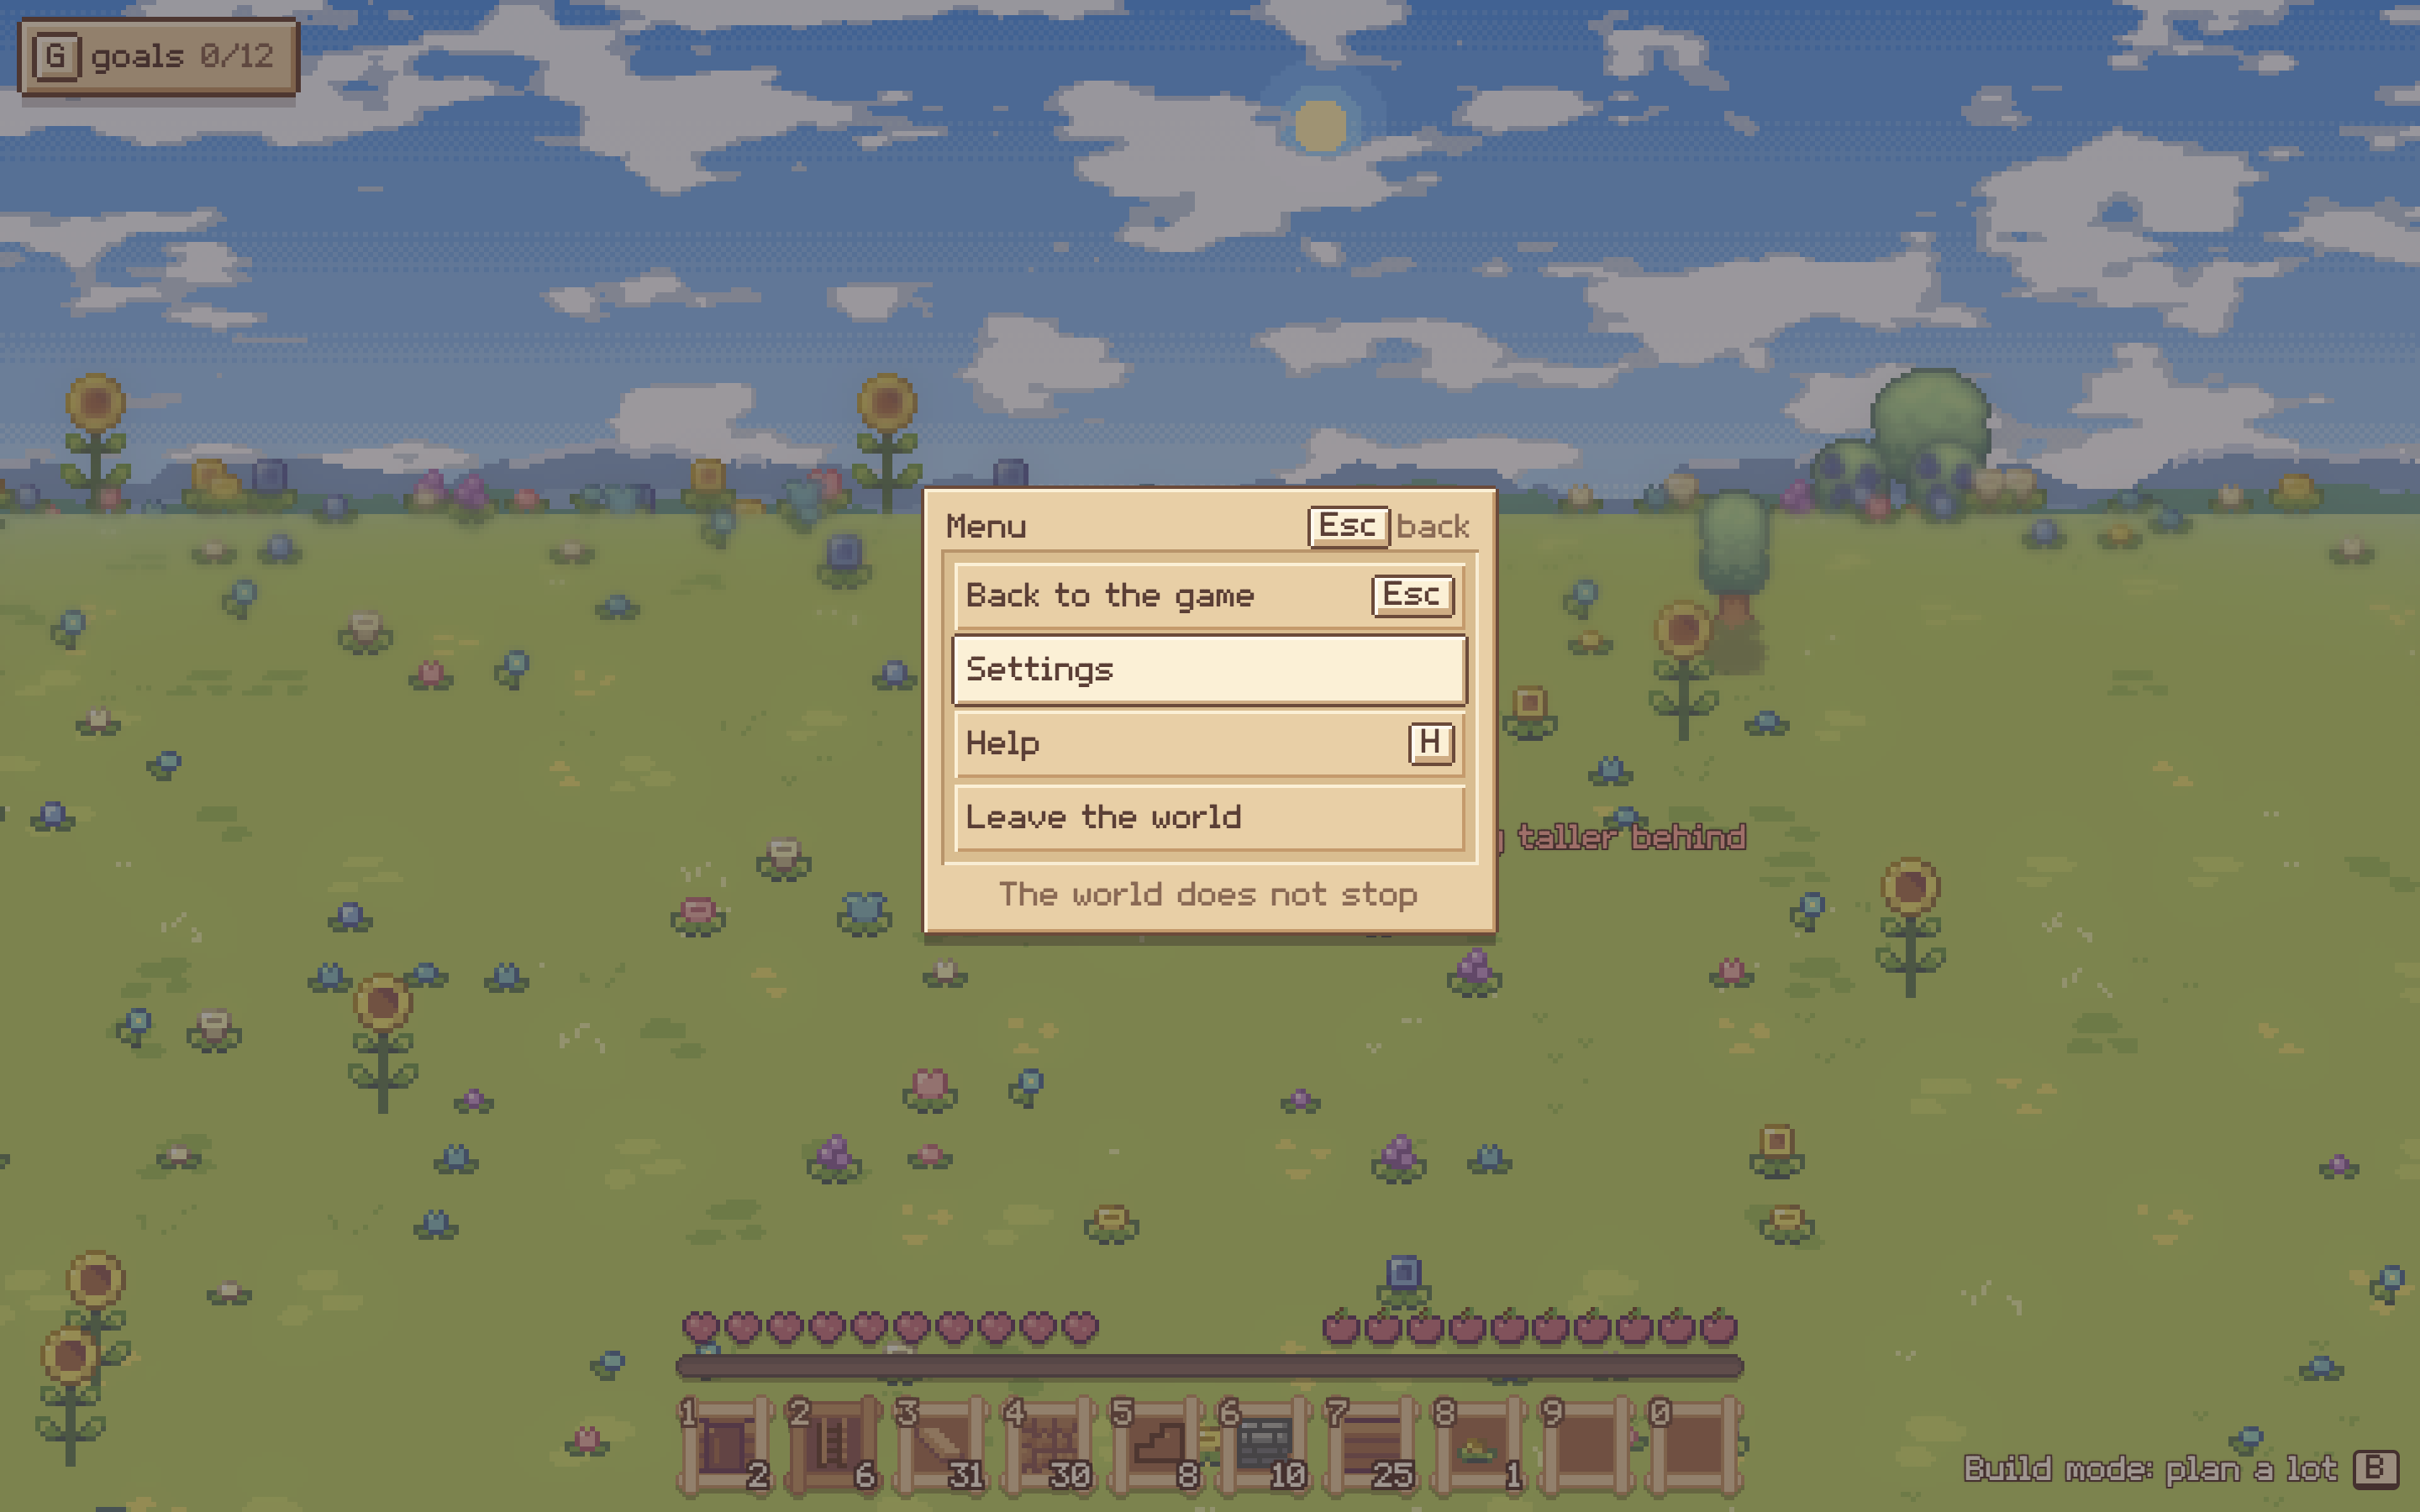 G goals 0/12
Menu Esc back
Back to the game Esc
Settings
Help H
Leave the world
taller behind
The world does not stop
1 2 3 4 5 6 7 8 9 0
2 6 31 30 8 10 25 1
Build mode: plan a lot B